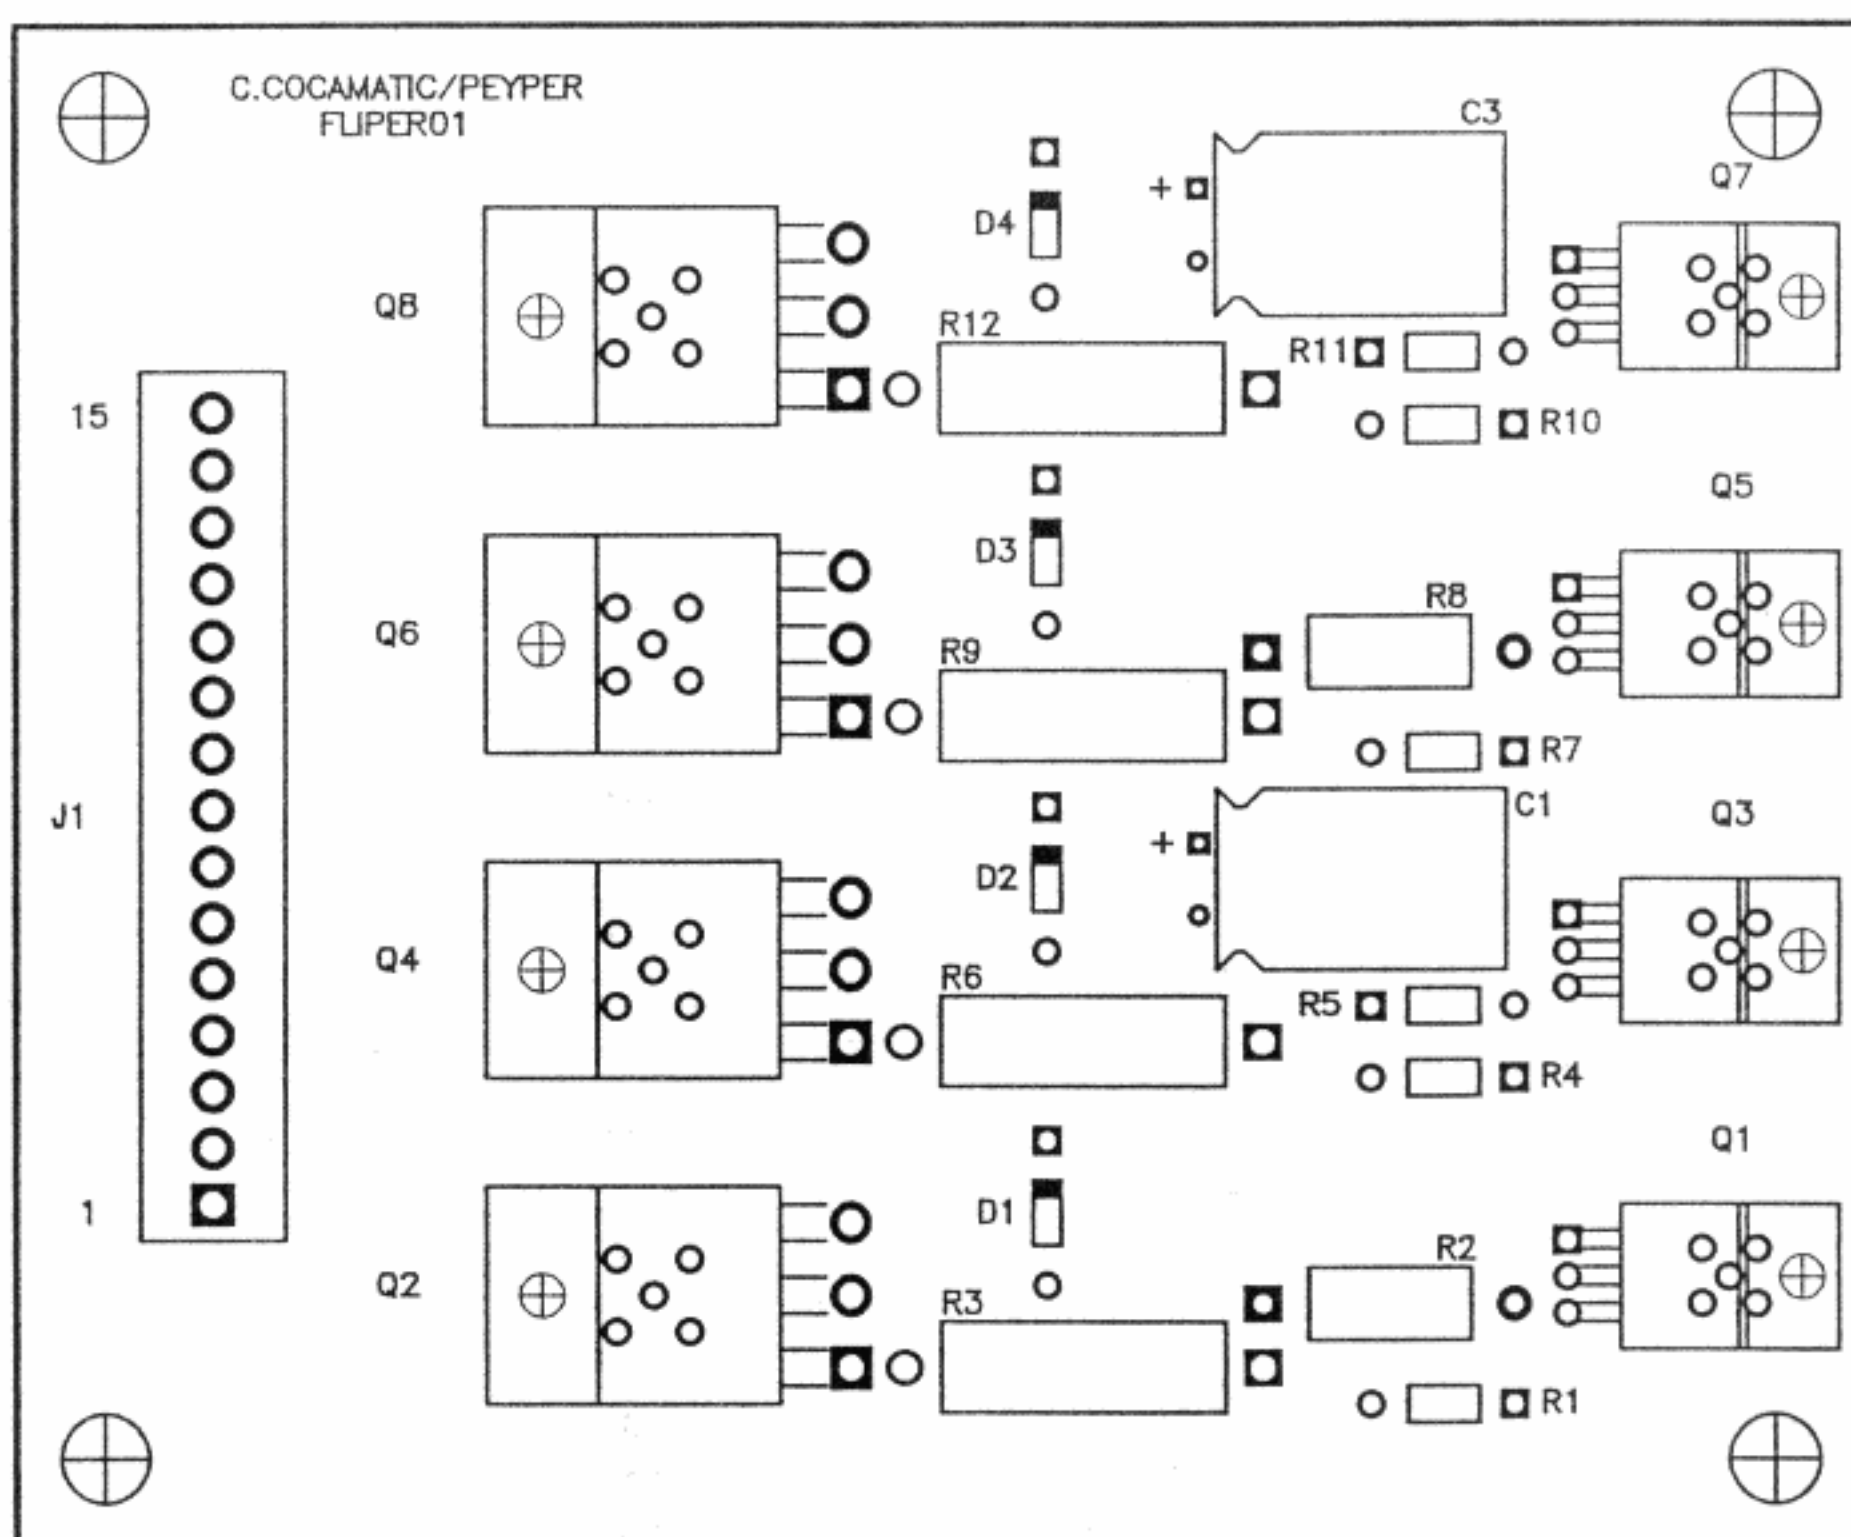 C.COCAMATIC/PEYPER
FLIPER01
C3
Q7
+
D4
Q8
R12
R11
R10
15
Q5
D3
R8
Q6
R9
R7
J1
C1
Q3
+
D2
Q4
R6
R5
R4
Q1
1
D1
R2
Q2
R3
R1